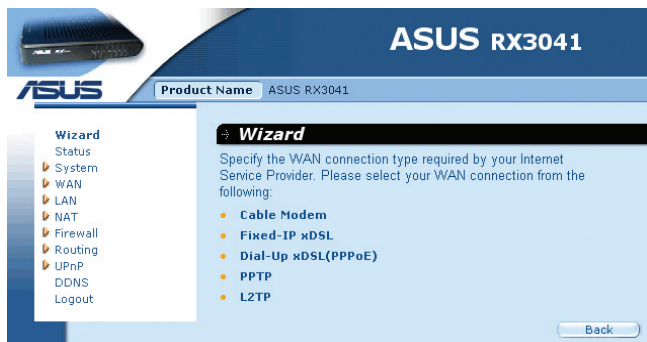 ASUS RX3041
ASUS
Product Name ASUS RX3041
Wizard
Status
System
WAN
LAN
NAT
Firewall
Routing
UPnP
DDNS
Logout
Wizard
Specify the WAN connection type required by your Internet
Service Provider. Please select your WAN connection from the
following:
Cable Modem
Fixed-IP xDSL
Dial-Up xDSL(PPPoE)
PPTP
L2TP
Back